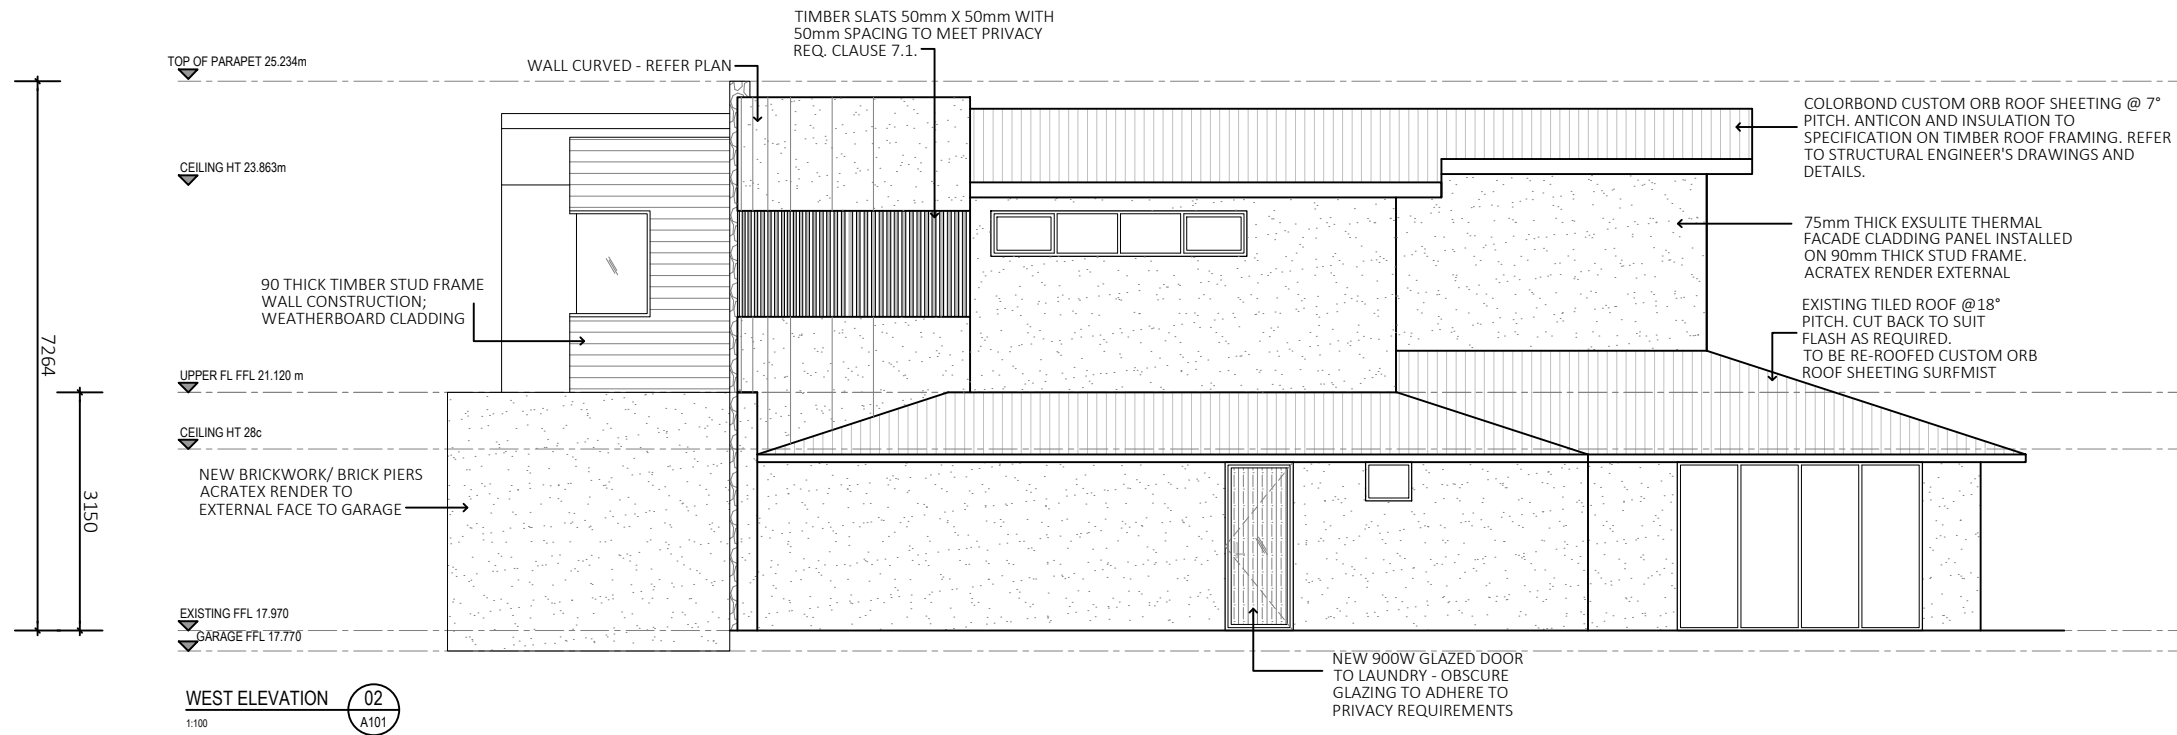 TIMBER SLATS 50mm X 50mm WITH
50mm SPACING TO MEET PRIVACY
REQ. CLAUSE 7.1.
TOP OF PARAPET 25.234m
WALL CURVED - REFER PLAN
COLORBOND CUSTOM ORB ROOF SHEETING @ 7°
PITCH. ANTICON AND INSULATION TO
SPECIFICATION ON TIMBER ROOF FRAMING. REFER
TO STRUCTURAL ENGINEER'S DRAWINGS AND
DETAILS.
CEILING HT 23.863m
75mm THICK EXSULITE THERMAL
FACADE CLADDING PANEL INSTALLED
ON 90mm THICK STUD FRAME.
ACRATEX RENDER EXTERNAL
90 THICK TIMBER STUD FRAME
WALL CONSTRUCTION;
WEATHERBOARD CLADDING
EXISTING TILED ROOF @18°
PITCH. CUT BACK TO SUIT
FLASH AS REQUIRED.
TO BE RE-ROOFED CUSTOM ORB
ROOF SHEETING SURFMIST
7264
UPPER FL FFL 21.120 m
CEILING HT 28c
NEW BRICKWORK/ BRICK PIERS
ACRATEX RENDER TO
EXTERNAL FACE TO GARAGE
3150
EXISTING FFL 17.970
GARAGE FFL 17.770
NEW 900W GLAZED DOOR
TO LAUNDRY - OBSCURE
GLAZING TO ADHERE TO
PRIVACY REQUIREMENTS
WEST ELEVATION
02
A101
1:100